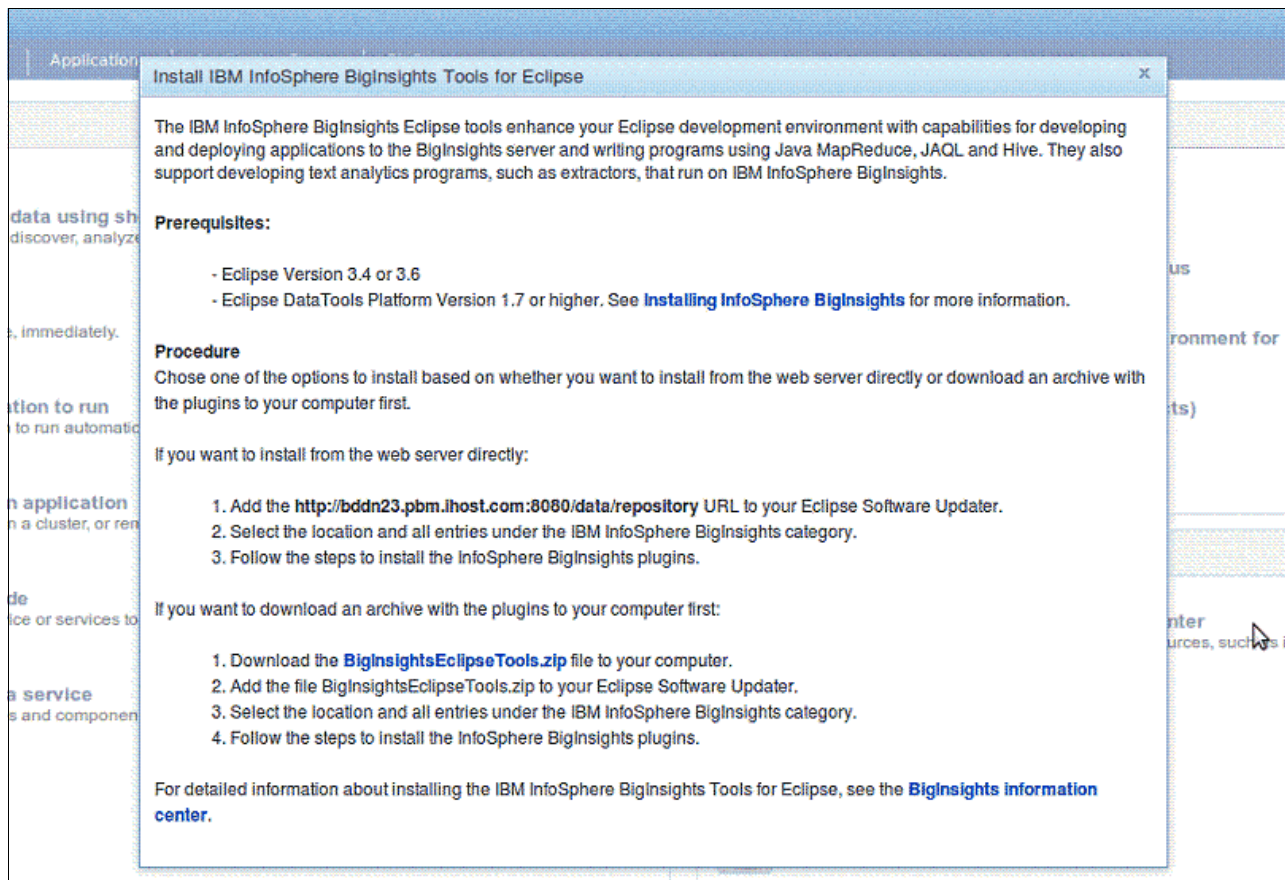 Application
Install IBM InfoSphere BigInsights Tools for Eclipse
x
The IBM InfoSphere BigInsights Eclipse tools enhance your Eclipse development environment with capabilities for developing
and deploying applications to the BigInsights server and writing programs using Java MapReduce, JAQL and Hive. They also
support developing text analytics programs, such as extractors, that run on IBM InfoSphere BigInsights.
Prerequisites:
- Eclipse Version 3.4 or 3.6
- Eclipse DataTools Platform Version 1.7 or higher. See Installing InfoSphere BigInsights for more information.
Procedure
Chose one of the options to install based on whether you want to install from the web server directly or download an archive with
the plugins to your computer first.
If you want to install from the web server directly:
1. Add the http://bddn23.pbm.ihost.com:8080/data/repository URL to your Eclipse Software Updater.
2. Select the location and all entries under the IBM InfoSphere BigInsights category.
3. Follow the steps to install the InfoSphere BigInsights plugins.
If you want to download an archive with the plugins to your computer first:
1. Download the BigInsightsEclipseTools.zip file to your computer.
2. Add the file BigInsightsEclipseTools.zip to your Eclipse Software Updater.
3. Select the location and all entries under the IBM InfoSphere BigInsights category.
4. Follow the steps to install the InfoSphere BigInsights plugins.
For detailed information about installing the IBM InfoSphere BigInsights Tools for Eclipse, see the BigInsights information
center.
data using sh
discover, analyze
, immediately.
tion to run
to run automatic
n application
n a cluster, or ren
de
ice or services to
a service
s and componen
us
ronment for
ts)
nter
urces, such as i